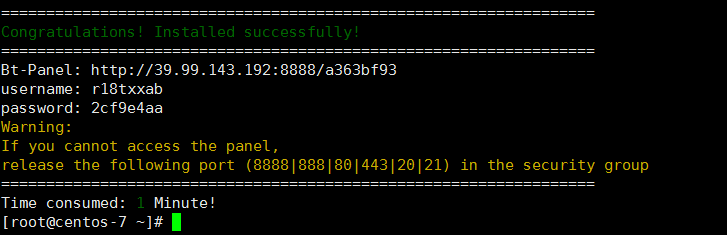 ==================================================================
Congratulations! Installed successfully!
==================================================================
Bt-Panel: http://39.99.143.192:8888/a363bf93
username: r18txxab
password: 2cf9e4aa
Warning:
If you cannot access the panel,
release the following port (8888|888|80|443|20|21) in the security group
==================================================================
Time consumed: 1 Minute!
[root@centos-7 ~]#